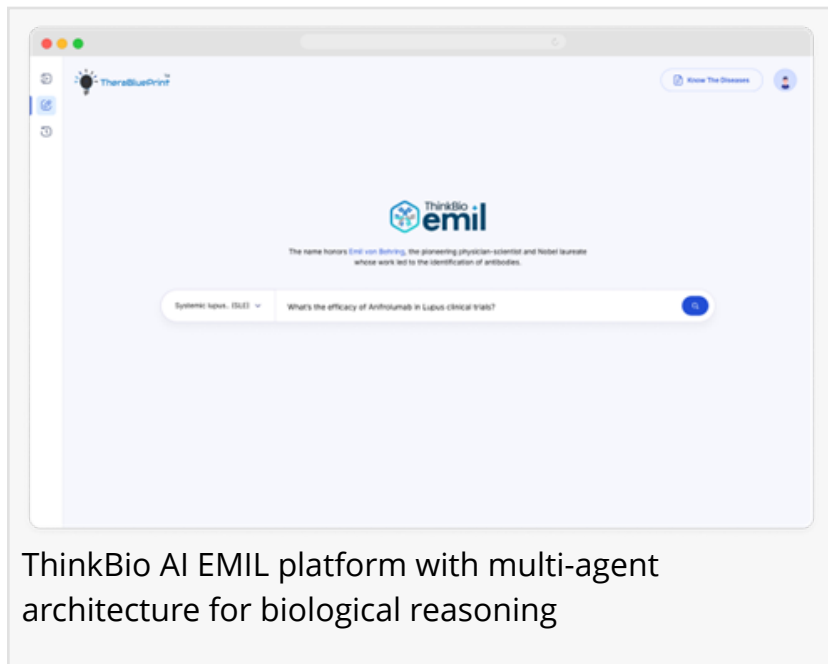 TheraBluePrint™
Know The Diseases
ThinkBio
emil
The name honors Emil von Behring, the pioneering physician-scientist and Nobel laureate
whose work led to the identification of antibodies.
Systemic lupus.. (SLE)
What's the efficacy of Anifrolumab in Lupus clinical trials?
ThinkBio AI EMIL platform with multi-agent
architecture for biological reasoning